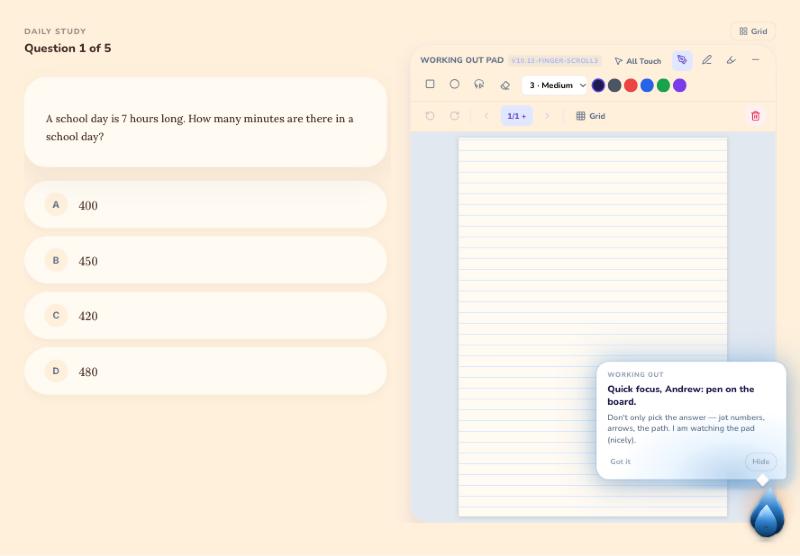 DAILY STUDY
Question 1 of 5
Grid
WORKING OUT PAD
V10.13-FINGER-SCROLL3
All Touch
3 · Medium
1/1 +
Grid
A school day is 7 hours long. How many minutes are there in a
school day?
A 400
B 450
C 420
D 480
WORKING OUT
Quick focus, Andrew: pen on the
board.
Don't only pick the answer — jot numbers,
arrows, the path. I am watching the pad
(nicely).
Got it
Hide